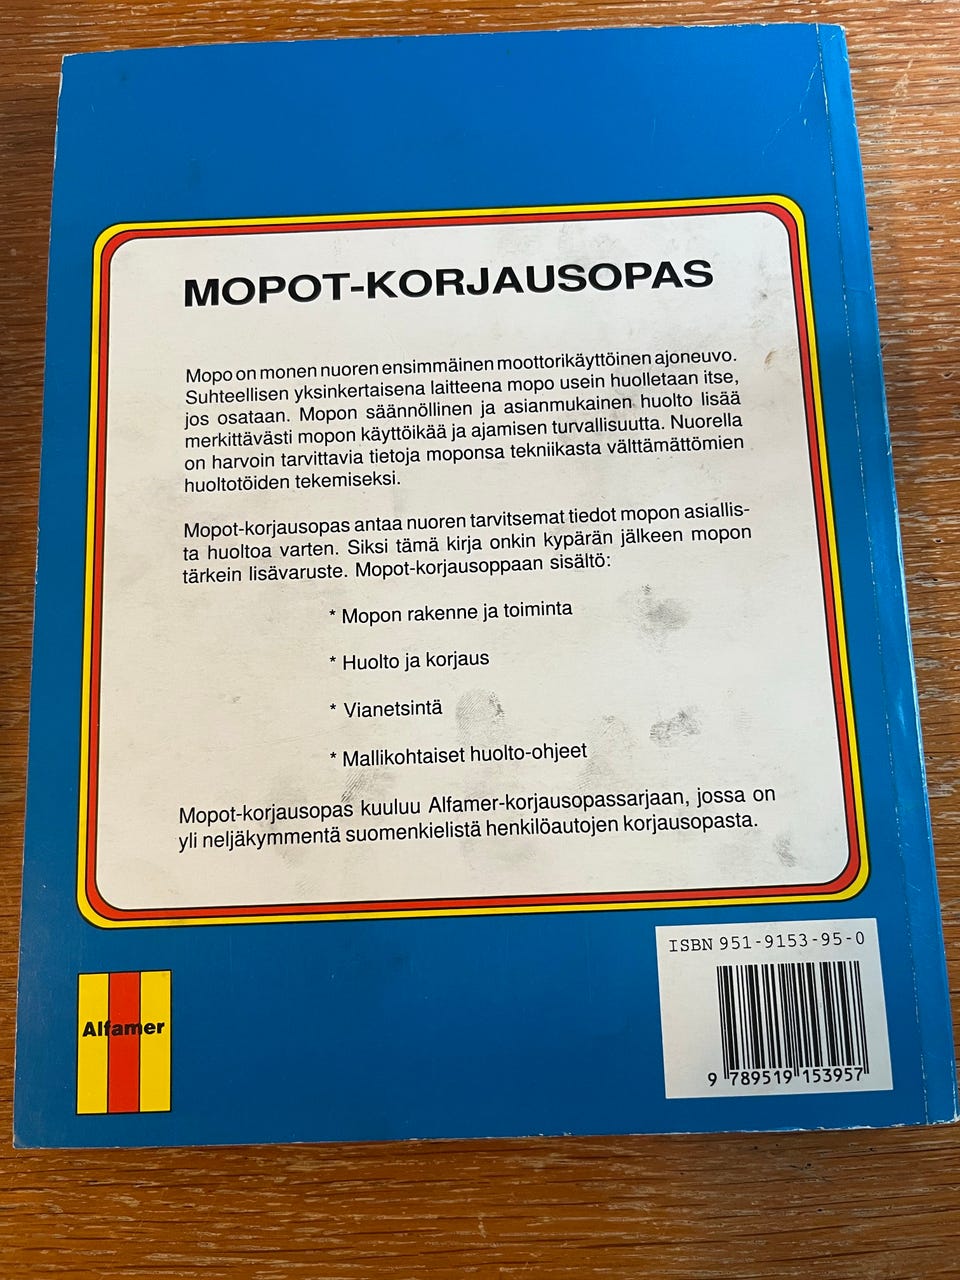 MOPOT-KORJAUSOPAS
Mopo on monen nuoren ensimmäinen moottorikäyttöinen ajoneuvo.
Suhteellisen yksinkertaisena laitteena mopo usein huolletaan itse,
jos osataan. Mopon säännöllinen ja asianmukainen huolto lisää
merkittävästi mopon käyttöikää ja ajamisen turvallisuutta. Nuorella
on harvoin tarvittavia tietoja moponsa tekniikasta välttämättömien
huoltotöiden tekemiseksi.
Mopot-korjausopas antaa nuoren tarvitsemat tiedot mopon asiallis-
ta huoltoa varten. Siksi tämä kirja onkin kypärän jälkeen mopon
tärkein lisävaruste. Mopot-korjausoppaan sisältö:
* Mopon rakenne ja toiminta
* Huolto ja korjaus
* Vianetsintä
* Mallikohtaiset huolto-ohjeet
Mopot-korjausopas kuuluu Alfamer-korjausopassarjaan, jossa on
yli neljäkymmentä suomenkielistä henkilöautojen korjausopasta.
ISBN 951-9153-95-0
9 789519 153957
Alfamer